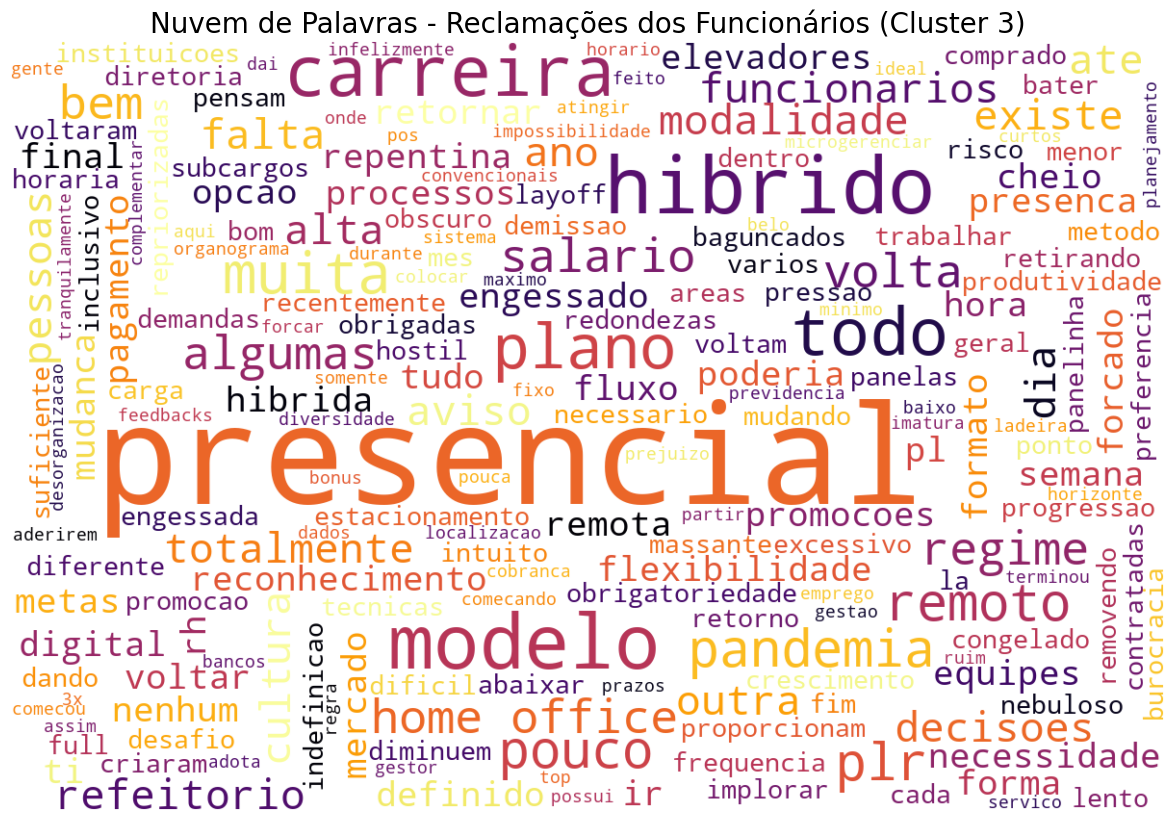 Nuvem de Palavras - Reclamações dos Funcionários (Cluster 3)
gente
instituicoes
diretoria
dai
infelizmente
carreira
horario
feito
elevadores
funcionarios
ideal
comprado
bater
ate
bem
pensam
retornar
onde
atingir
voltaram
repriorizadas
falta
pos
impossibilidade
modalidade
microgerenciar
existe
curtos
planejamento
final
complementar
subcargos
repentina
convencionais
ano
hibrido
dentro
risco
menor
horaria
inclusivo
opcao
processos
layoff
cheio
presenca
pessoas
tranquilamente
pagamento
aqui
organograma
bom
alta
obscuro
sistema
demissao
belo
baguncados
trabalhar
metodo
muita
durante
colocar
mes
salario
varios
volta
retirando
recentemente
maximo
engessado
areas
pressao
minimo
hora
produtividade
mudanca
demandas
forcar
obrigadas
redondezas
todo
panelinha
preferencia
algumas
hostil
plano
voltam
geral
dia
forcado
carga
somente
tudo
fixo
fluxo
poderia
previdencia
panelas
suficiente
desorganizacao
feedbacks
hibrida
diversidade
aviso
necessario
mudando
baixo
imatura
formato
ladeira
presencial
bonus
pouca
prejuizo
pl
ponto
semana
horizonte
engessada
estacionamento
remota
partir
promocoes
progressao
aderirem
dados
localizacao
diferente
totalmente
intuito
massante
excessivo
regime
contratadas
reconhecimento
cobranca
flexibilidade
la
terminou
removendo
burocracia
metas
promocao
cultura
tecnicas
comecando
obrigatoriedade
emprego
gestao
remoto
digital
rh
indefinicao
modelo
retorno
pandemia
congelado
bancos
mercado
ruim
dando
voltar
dificil
abaixar
prazos
crescimento
equipes
3x
comecou
nenhum
regra
home office
outra
fim
nebuloso
assim
desafio
proporcionam
decisoes
full
criaram
adota
diminuem
pouco
plr
necessidade
ti
gestor
top
frequencia
forma
refeitorio
definido
possui
ir
implorar
cada
servico
lento